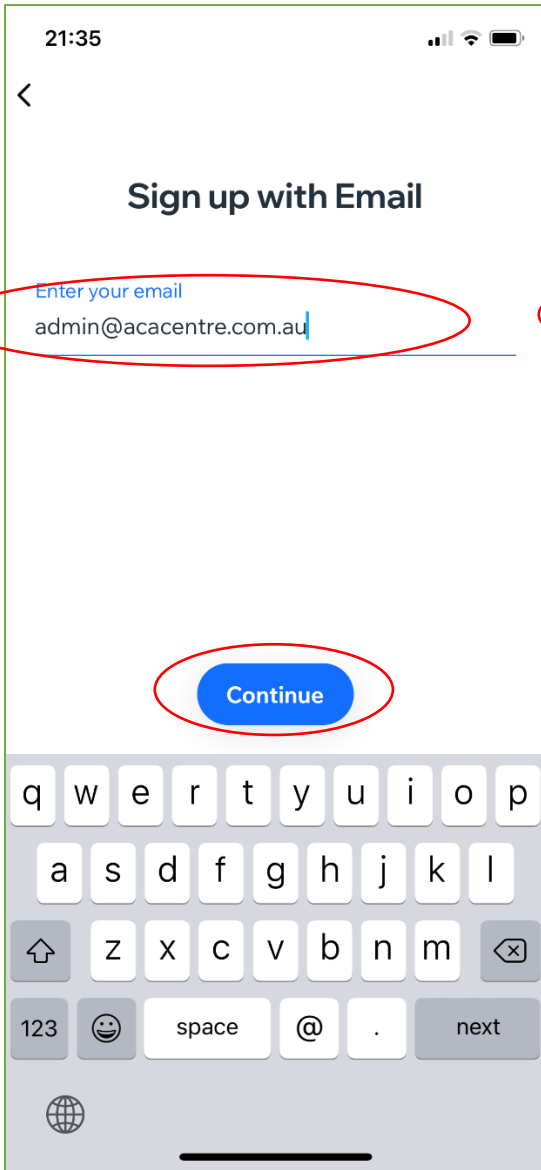 21:35
Sign up with Email
Enter your email
admin@acacentre.com.au
Continue
q w e r t y u i o p
a s d f g h j k l
z x c v b n m
123 space @ . next